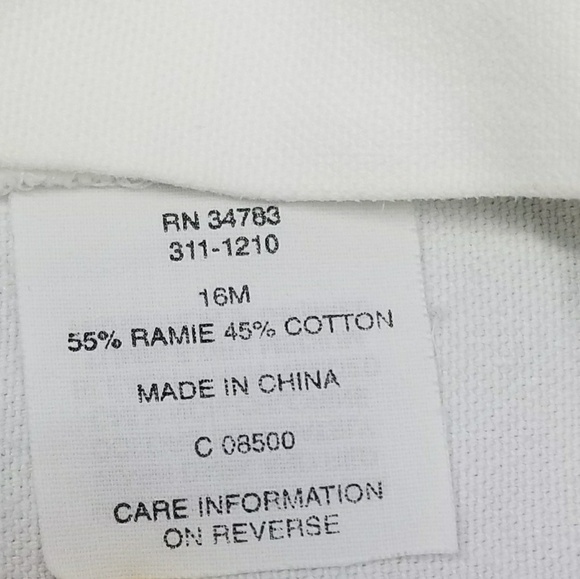 RN 34783
311-1210
16M
55% RAMIE 45% COTTON
MADE IN CHINA
C 08500
CARE INFORMATION
ON REVERSE